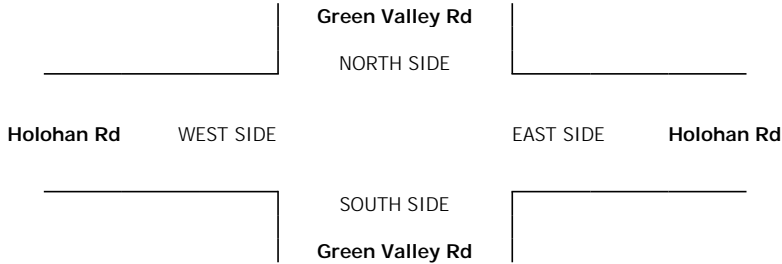 Green Valley Rd
NORTH SIDE
Holohan Rd WEST SIDE EAST SIDE Holohan Rd
SOUTH SIDE
Green Valley Rd